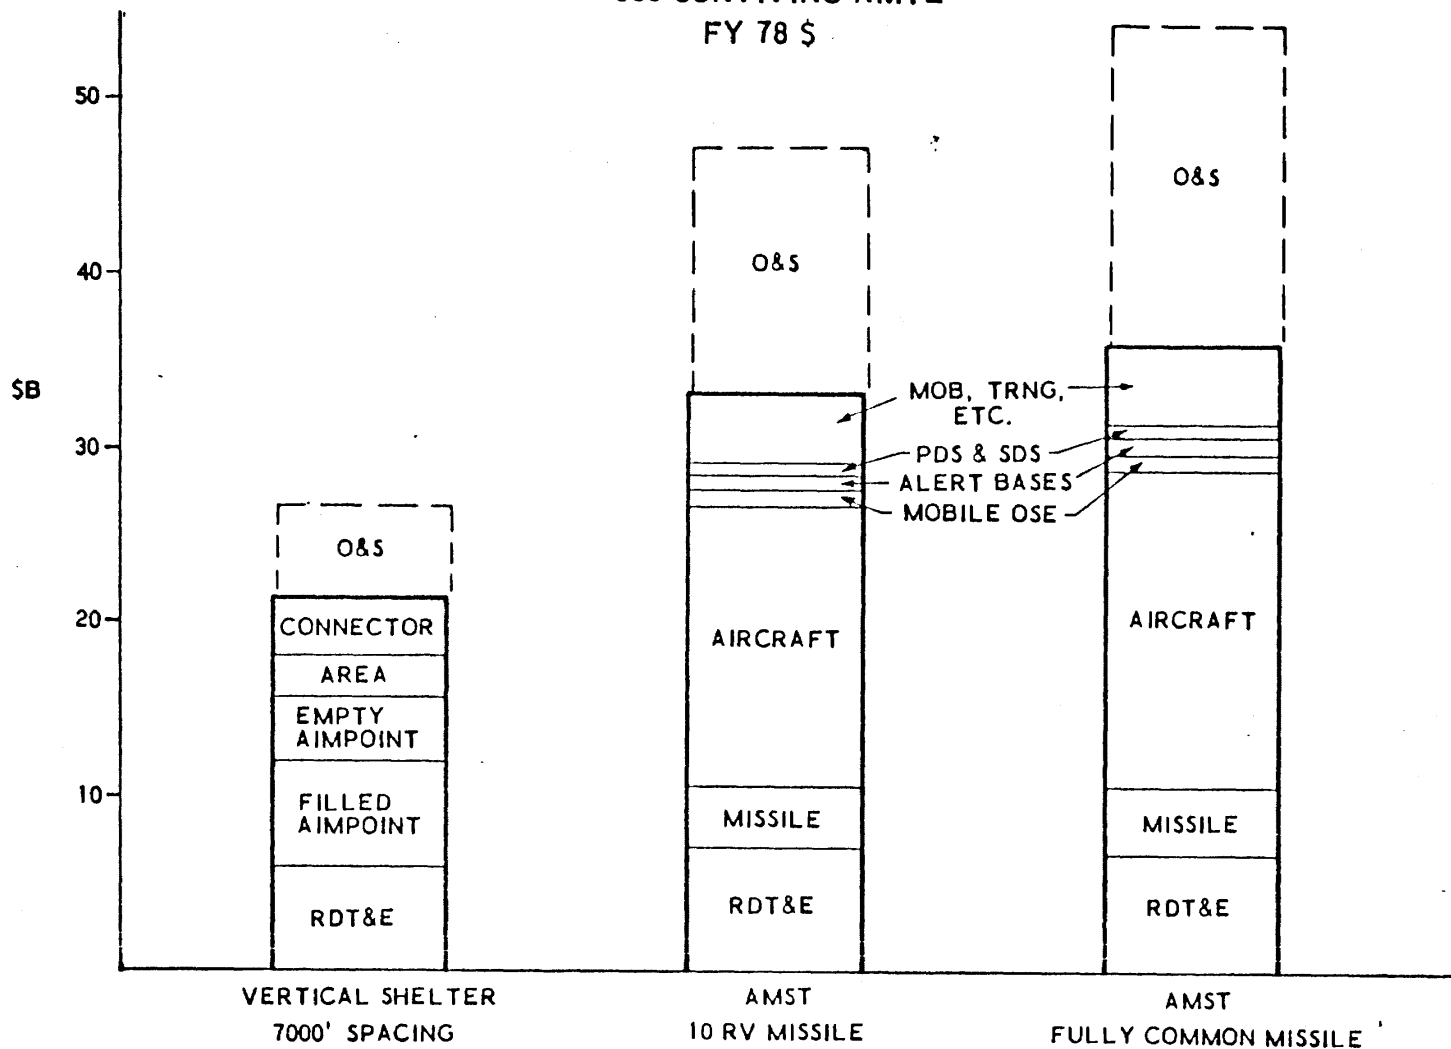 FY 78 $
50
40
$B
30
20
10
O&S
CONNECTOR
AREA
EMPTY
AIMPOINT
FILLED
AIMPOINT
RDT&E
O&S
AIRCRAFT
MISSILE
RDT&E
MOB, TRNG,
ETC.
PDS & SDS
ALERT BASES
MOBILE OSE
O&S
AIRCRAFT
MISSILE
RDT&E
VERTICAL SHELTER
7000' SPACING
AMST
10 RV MISSILE
AMST
FULLY COMMON MISSILE